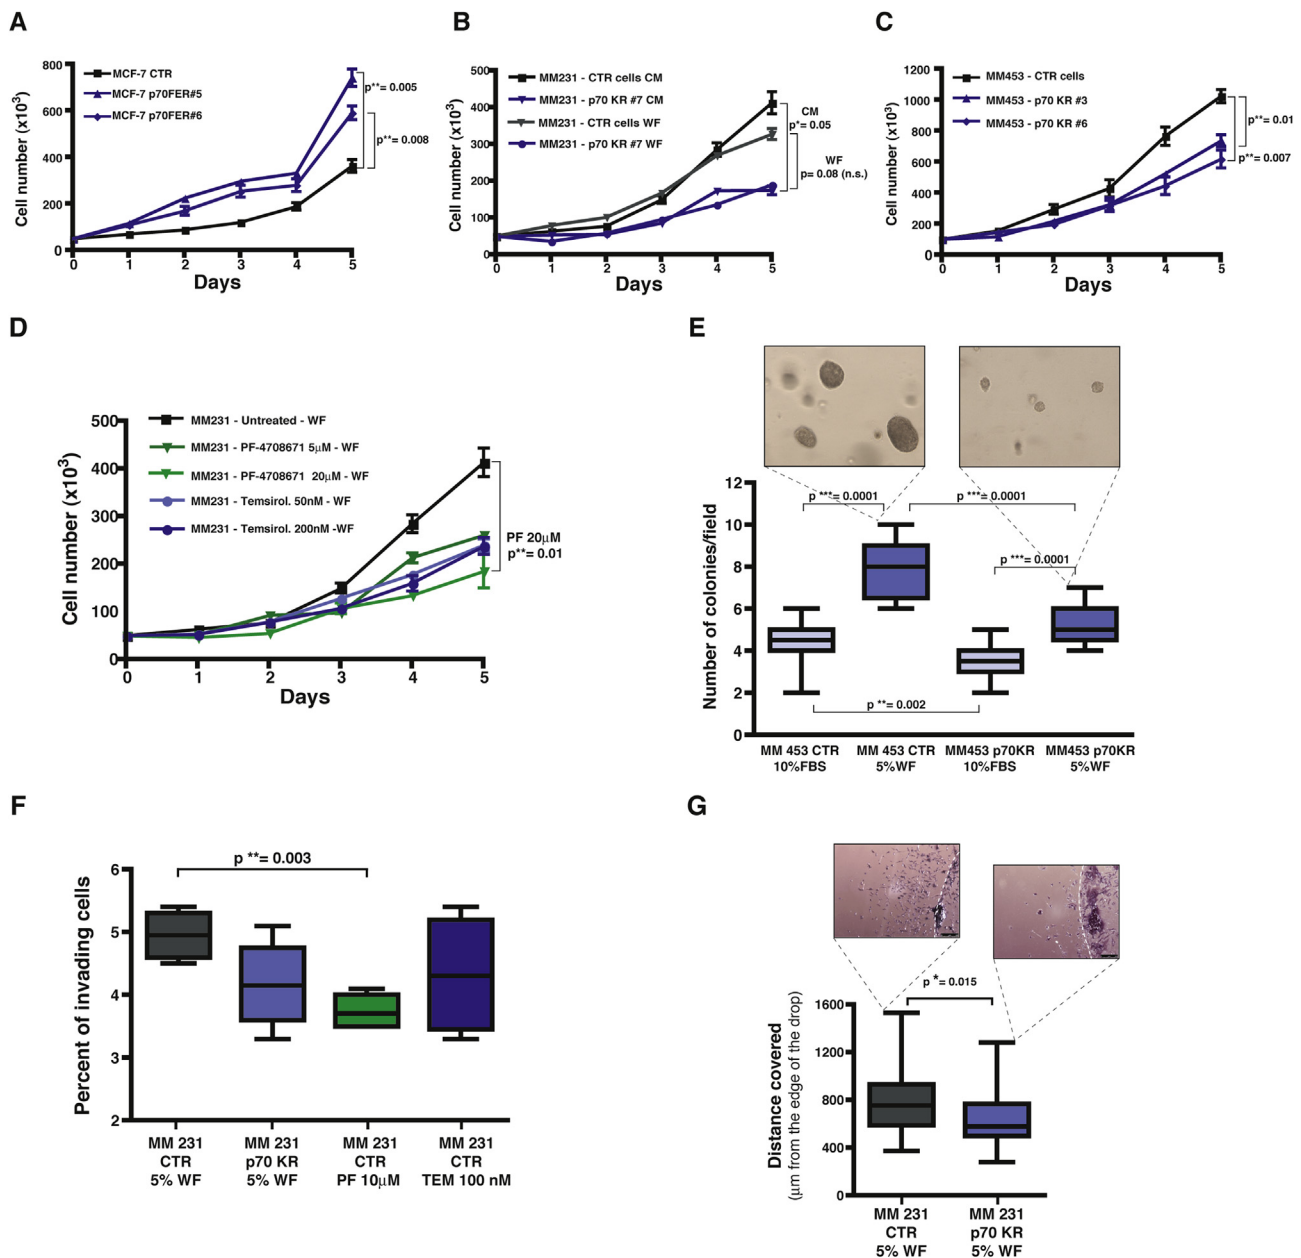 A
Cell number (x10³)
800
600
400
200
0
MCF-7 CTR
MCF-7 p70FER#5
MCF-7 p70FER#6
p**= 0.005
p**= 0.008
0 1 2 3 4 5
Days
B
Cell number (x10³)
500
400
300
200
100
0
MM231 - CTR cells CM
MM231 - p70 KR #7 CM
MM231 - CTR cells WF
MM231 - p70 KR #7 WF
CM
p*= 0.05
WF
p= 0.08 (n.s.)
0 1 2 3 4 5
Days
C
Cell number (x10³)
1200
1000
800
600
400
200
0
MM453 - CTR cells
MM453 - p70 KR #3
MM453 - p70 KR #6
p**= 0.01
p**= 0.007
0 1 2 3 4 5
Days
D
Cell number (x10³)
500
400
300
200
100
0
MM231 - Untreated - WF
MM231 - PF-4708671 5µM - WF
MM231 - PF-4708671 20µM - WF
MM231 - Temsirol. 50nM - WF
MM231 - Temsirol. 200nM -WF
PF 20µM
p**= 0.01
0 1 2 3 4 5
Days
E
Number of colonies/field
12
10
8
6
4
2
0
p ***= 0.0001
p ***= 0.0001
p ***= 0.0001
p **= 0.002
MM 453 CTR
10%FBS
MM 453 CTR
5%WF
MM453 p70KR
10%FBS
MM453 p70KR
5%WF
F
Percent of invading cells
6
5
4
3
2
p **= 0.003
MM 231
CTR
5% WF
MM 231
p70 KR
5% WF
MM 231
CTR
PF 10µM
MM 231
CTR
TEM 100 nM
G
Distance covered
(µm from the edge of the drop)
1600
1200
800
400
0
p *= 0.015
MM 231
CTR
5% WF
MM 231
p70 KR
5% WF